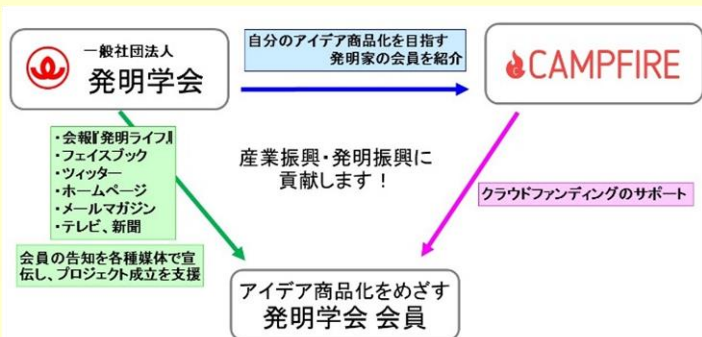 一般社団法人
発明学会
自分のアイデア商品化を目指す
発明家の会員を紹介
CAMPFIRE
・会報『発明ライフ』
・フェイスブック
・ツィッター
・ホームページ
・メールマガジン
・テレビ、新聞
産業振興・発明振興に
貢献します！
クラウドファンディングのサポート
会員の告知を各種媒体で宣
伝し、プロジェクト成立を支援
アイデア商品化をめざす
発明学会 会員